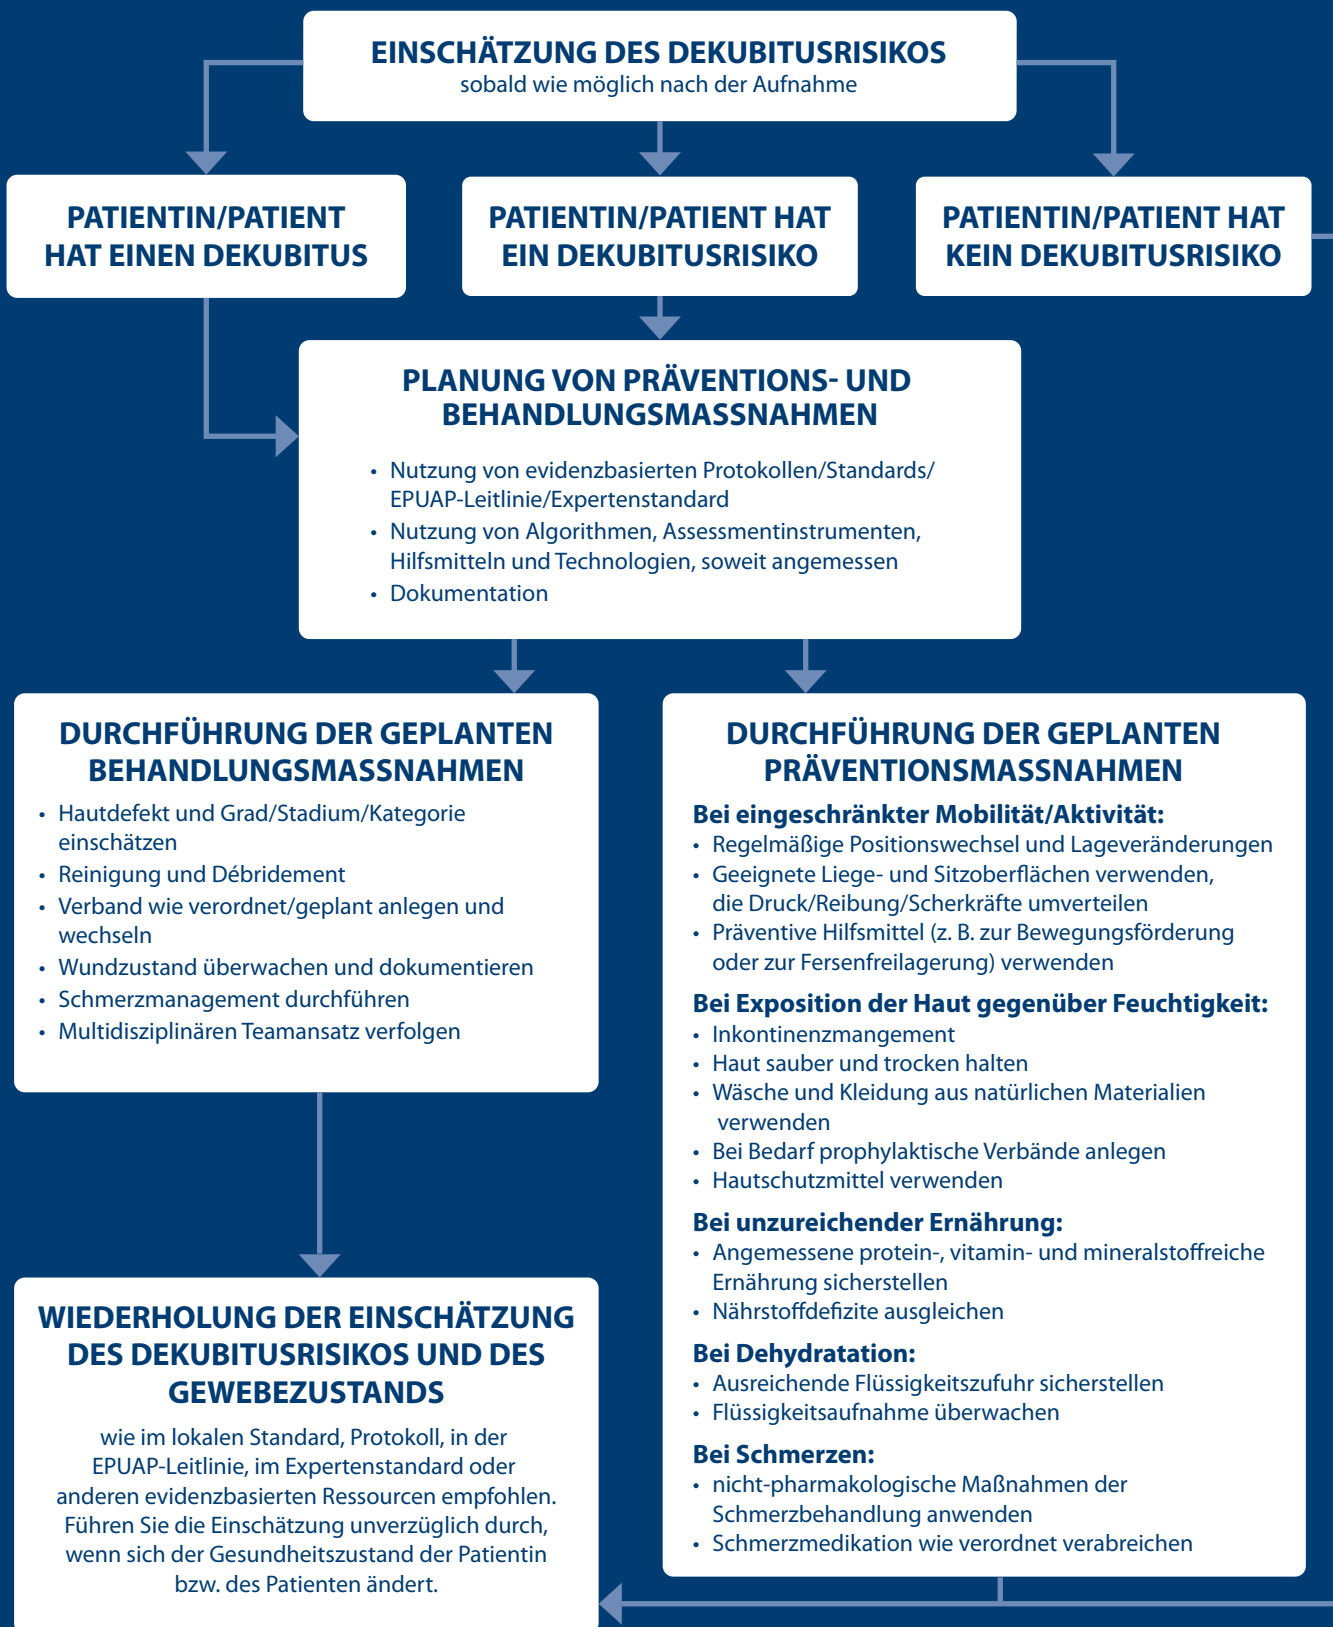 EINSCHÄTZUNG DES DEKUBITUSRISIKOS
sobald wie möglich nach der Aufnahme
PATIENTIN/PATIENT
HAT EINEN DEKUBITUS
PATIENTIN/PATIENT HAT
EIN DEKUBITUSRISIKO
PATIENTIN/PATIENT HAT
KEIN DEKUBITUSRISIKO
PLANUNG VON PRÄVENTIONS- UND
BEHANDLUNGSMASSNAHMEN
• Nutzung von evidenzbasierten Protokollen/Standards/
EPUAP-Leitlinie/Expertenstandard
• Nutzung von Algorithmen, Assessmentinstrumenten,
Hilfsmitteln und Technologien, soweit angemessen
• Dokumentation
DURCHFÜHRUNG DER GEPLANTEN
BEHANDLUNGSMASSNAHMEN
• Hautdefekt und Grad/Stadium/Kategorie
einschätzen
• Reinigung und Débridement
• Verband wie verordnet/geplant anlegen und
wechseln
• Wundzustand überwachen und dokumentieren
• Schmerzmanagement durchführen
• Multidisziplinären Teamansatz verfolgen
DURCHFÜHRUNG DER GEPLANTEN
PRÄVENTIONSMASSNAHMEN
Bei eingeschränkter Mobilität/Aktivität:
• Regelmäßige Positionswechsel und Lageveränderungen
• Geeignete Liege- und Sitzoberflächen verwenden,
die Druck/Reibung/Scherkräfte umverteilen
• Präventive Hilfsmittel (z. B. zur Bewegungsförderung
oder zur Fersenfreilagerung) verwenden
Bei Exposition der Haut gegenüber Feuchtigkeit:
• Inkontinenzmangement
• Haut sauber und trocken halten
• Wäsche und Kleidung aus natürlichen Materialien
verwenden
• Bei Bedarf prophylaktische Verbände anlegen
• Hautschutzmittel verwenden
Bei unzureichender Ernährung:
• Angemessene protein-, vitamin- und mineralstoffreiche
Ernährung sicherstellen
• Nährstoffdefizite ausgleichen
Bei Dehydratation:
• Ausreichende Flüssigkeitszufuhr sicherstellen
• Flüssigkeitsaufnahme überwachen
Bei Schmerzen:
• nicht-pharmakologische Maßnahmen der
Schmerzbehandlung anwenden
• Schmerzmedikation wie verordnet verabreichen
WIEDERHOLUNG DER EINSCHÄTZUNG
DES DEKUBITUSRISIKOS UND DES
GEWEBEZUSTANDS
wie im lokalen Standard, Protokoll, in der
EPUAP-Leitlinie, im Expertenstandard oder
anderen evidenzbasierten Ressourcen empfohlen.
Führen Sie die Einschätzung unverzüglich durch,
wenn sich der Gesundheitszustand der Patientin
bzw. des Patienten ändert.